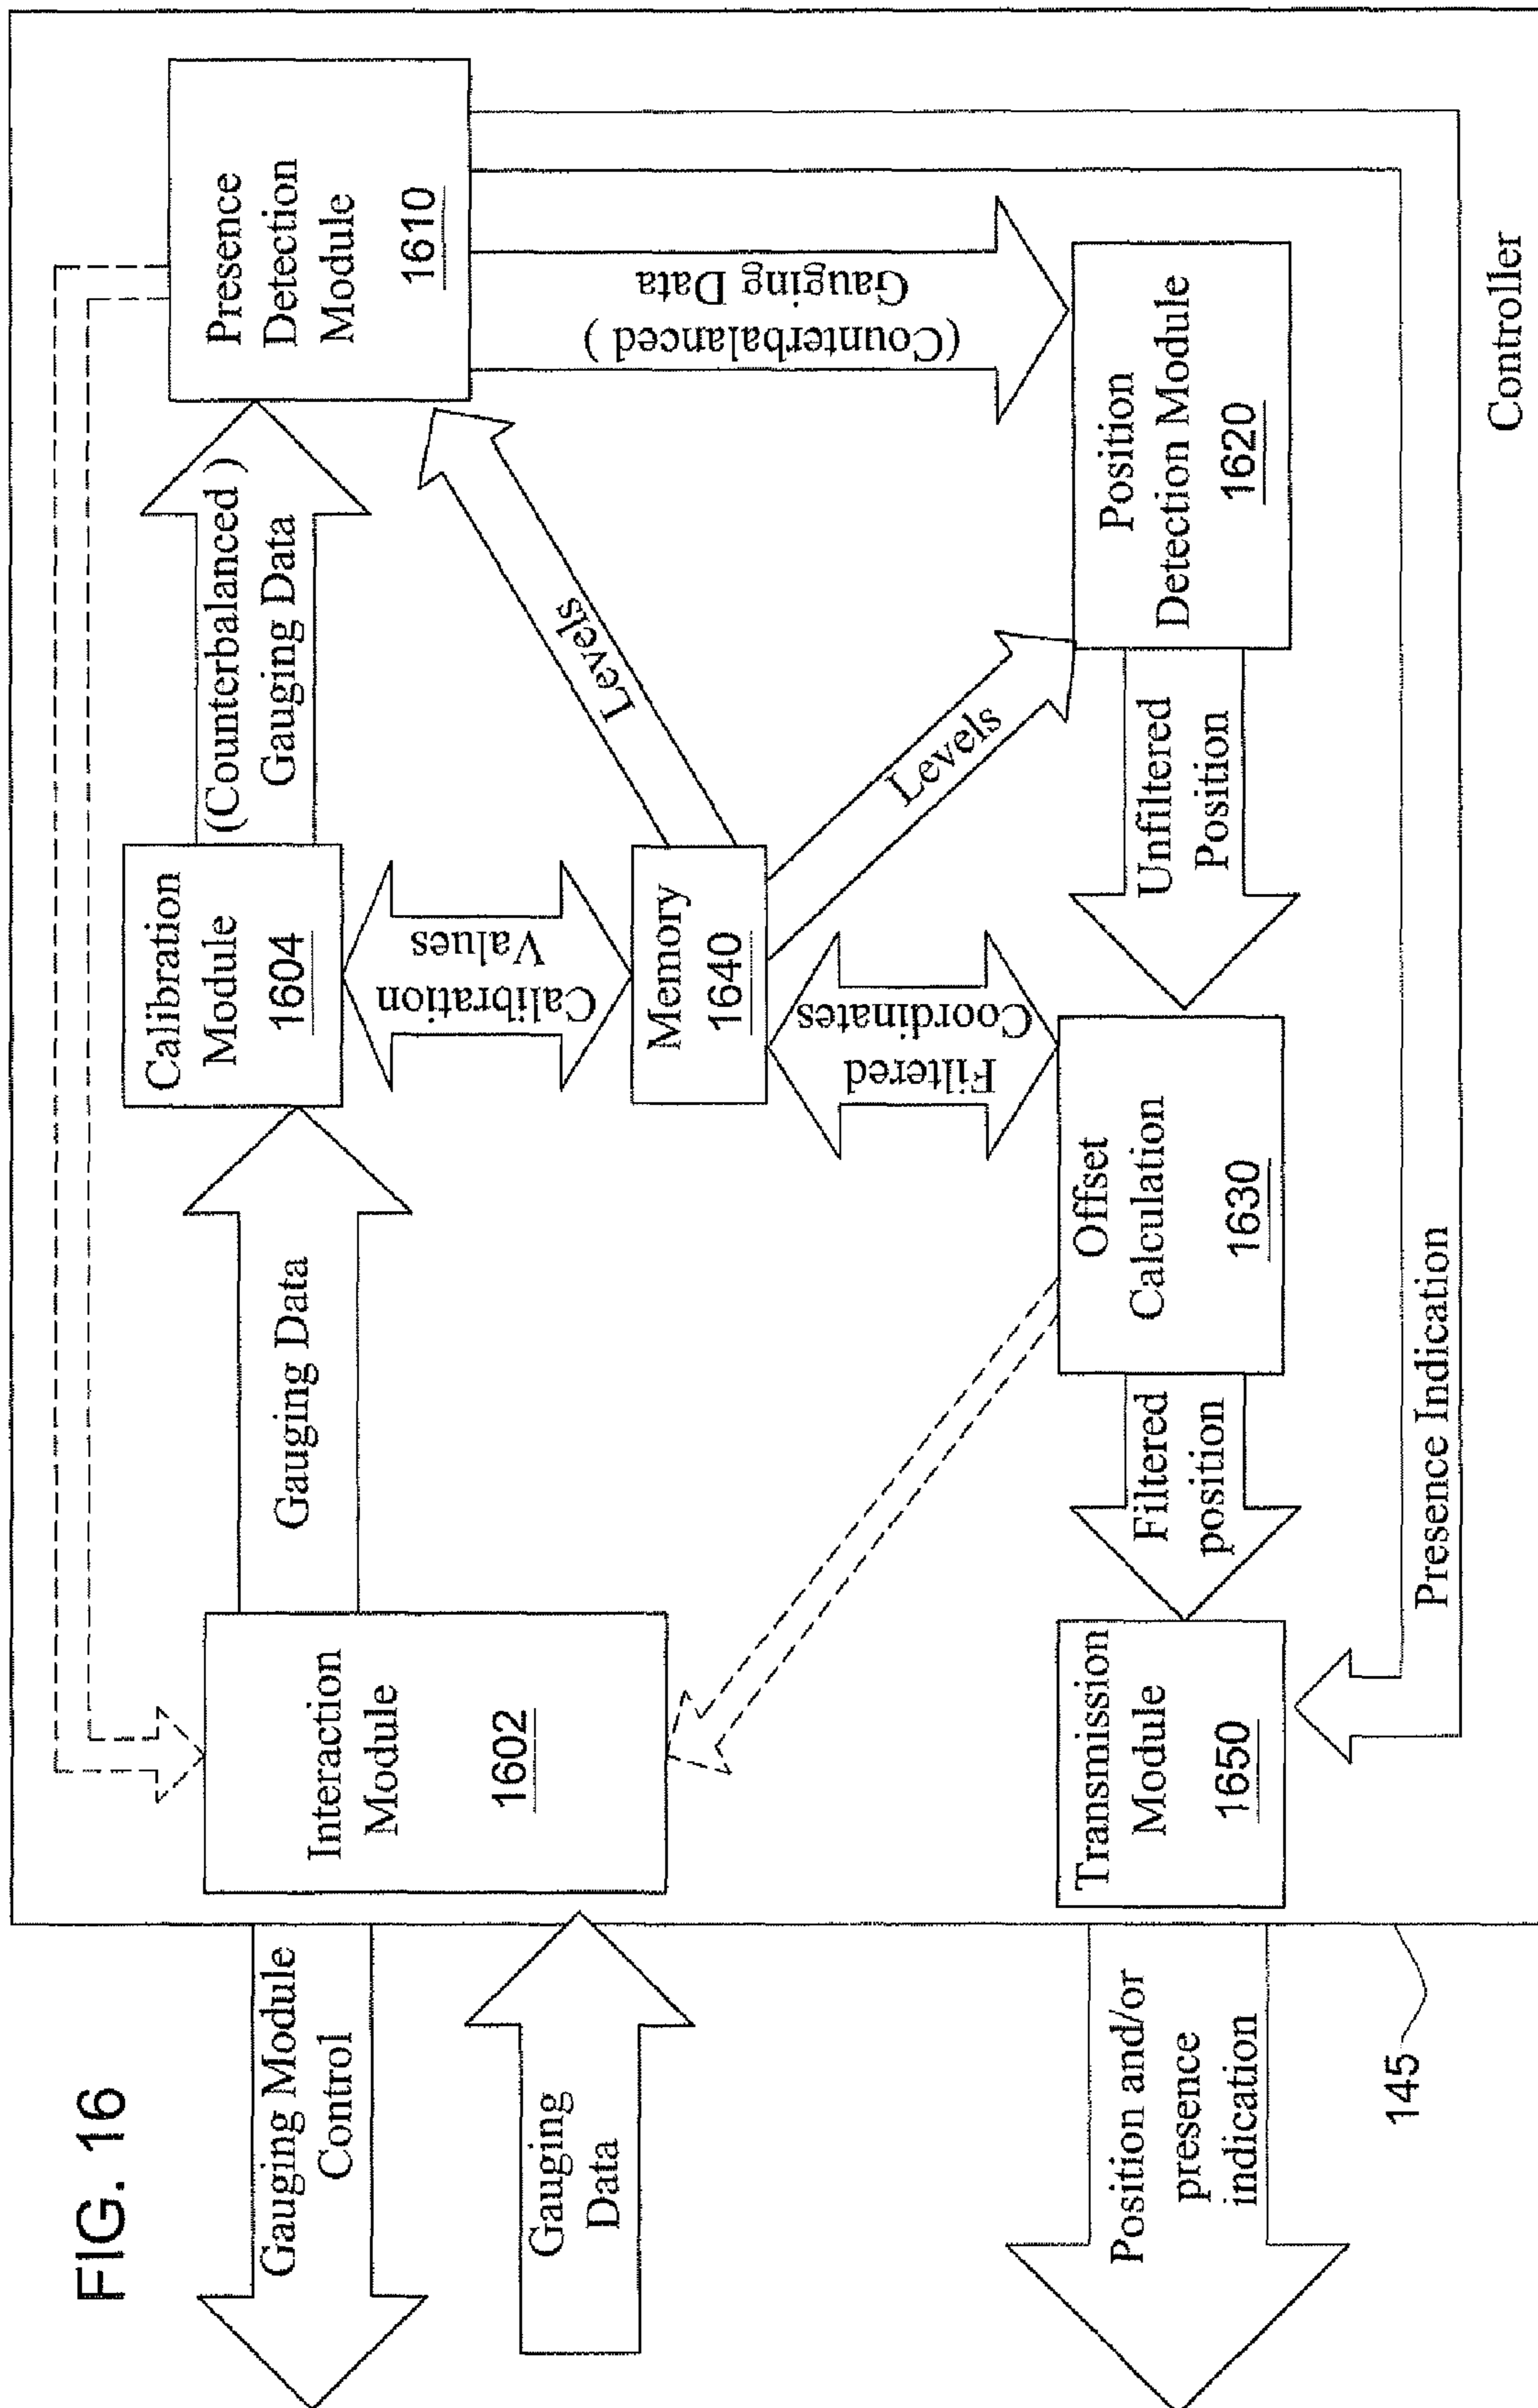 FIG. 16
Gauging Module
Control
Gauging
Data
Position and/or
presence
indication
145
Interaction
Module
1602
Gauging Data
Calibration
Module
1604
(Counterbalanced )
Gauging Data
Presence
Detection
Module
1610
Calibration
Values
Levels
(Counterbalanced )
Gauging Data
Memory
1640
Levels
Filtered
Coordinates
Transmission
Module
1650
Filtered
position
Offset
Calculation
1630
Unfiltered
Position
Position
Detection Module
1620
Presence Indication
Controller